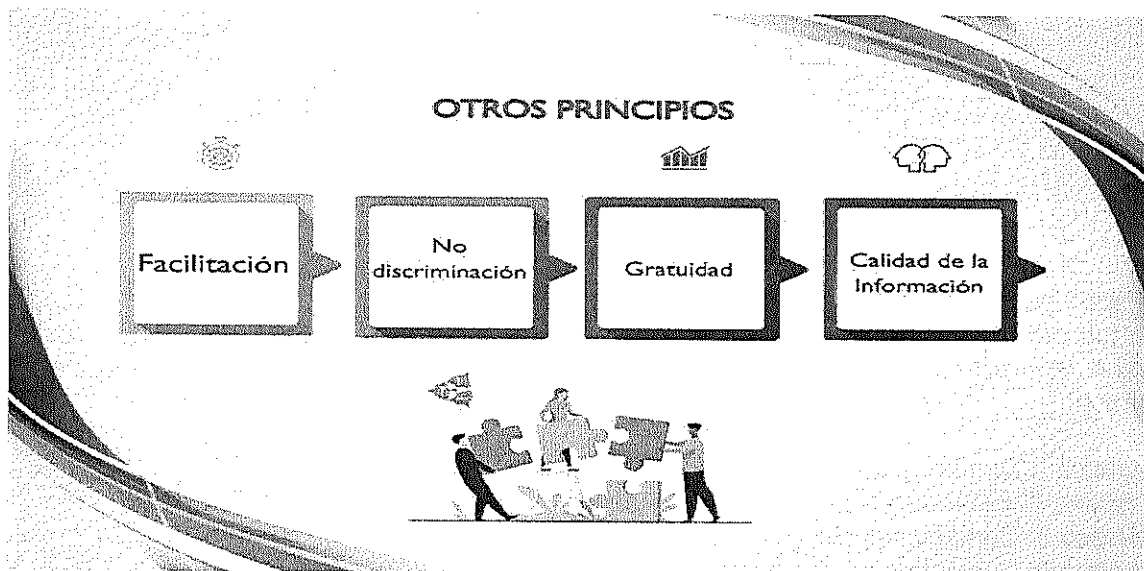 OTROS PRINCIPIOS
Facilitación
No
discriminación
Gratuidad
Calidad de la
Información